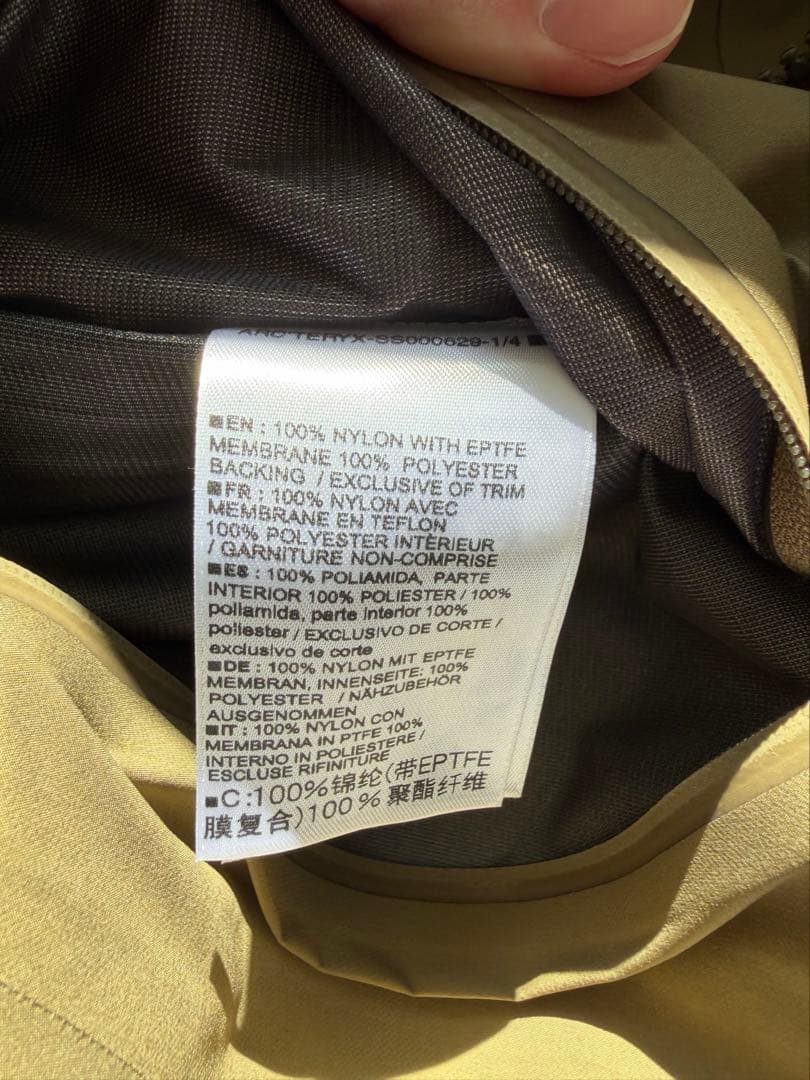 ARC'TERYX-SS000629-1/4
EN : 100% NYLON WITH EPTFE
MEMBRANE 100% POLYESTER
BACKING / EXCLUSIVE OF TRIM
FR : 100% NYLON AVEC
MEMBRANE EN TEFLON
100% POLYESTER INTERIEUR
/ GARNITURE NON-COMPRISE
ES : 100% POLIAMIDA, PARTE
INTERIOR 100% POLIESTER / 100%
poliamida, parte interior 100%
poliester / EXCLUSIVO DE CORTE /
exclusivo de corte
DE : 100% NYLON MIT EPTFE
MEMBRAN, INNENSEITE: 100%
POLYESTER / NÄHZUBEHÖR
AUSGENOMMEN
IT : 100% NYLON CON
MEMBRANA IN PTFE 100%
INTERNO IN POLIESTERE /
ESCLUSE RIFINITURE
C:100%锦纶(带EPTFE
膜复合)100%聚酯纤维